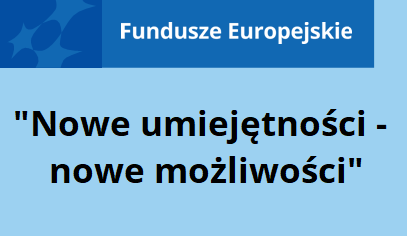 Fundusze Europejskie
"Nowe umiejętności -
nowe możliwości"